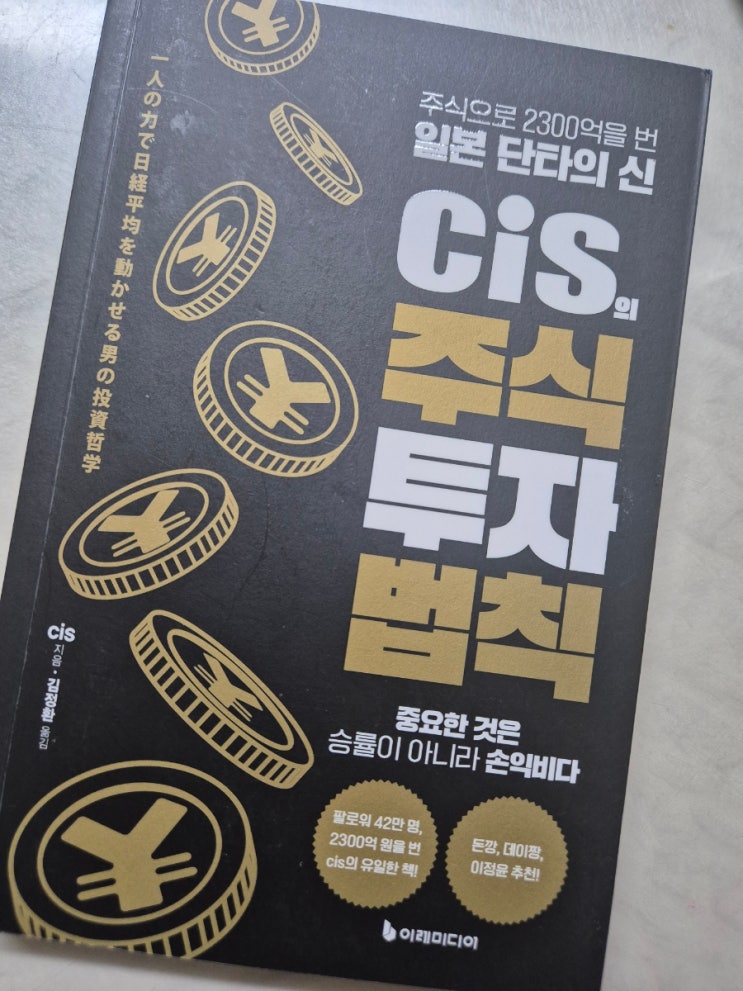 주식으로 2300억을 번
일본 단타의 신
cis의
주식
투자
법칙
一人の力で日経平均を動かせる男の投資哲学
cis 지음 · 김정환 옮김
중요한 것은
승률이 아니라 손익비다
팔로워 42만 명,
2300억 원을 번
cis의 유일한 책!
돈깡, 데이짱,
이정윤 추천!
이레미디어